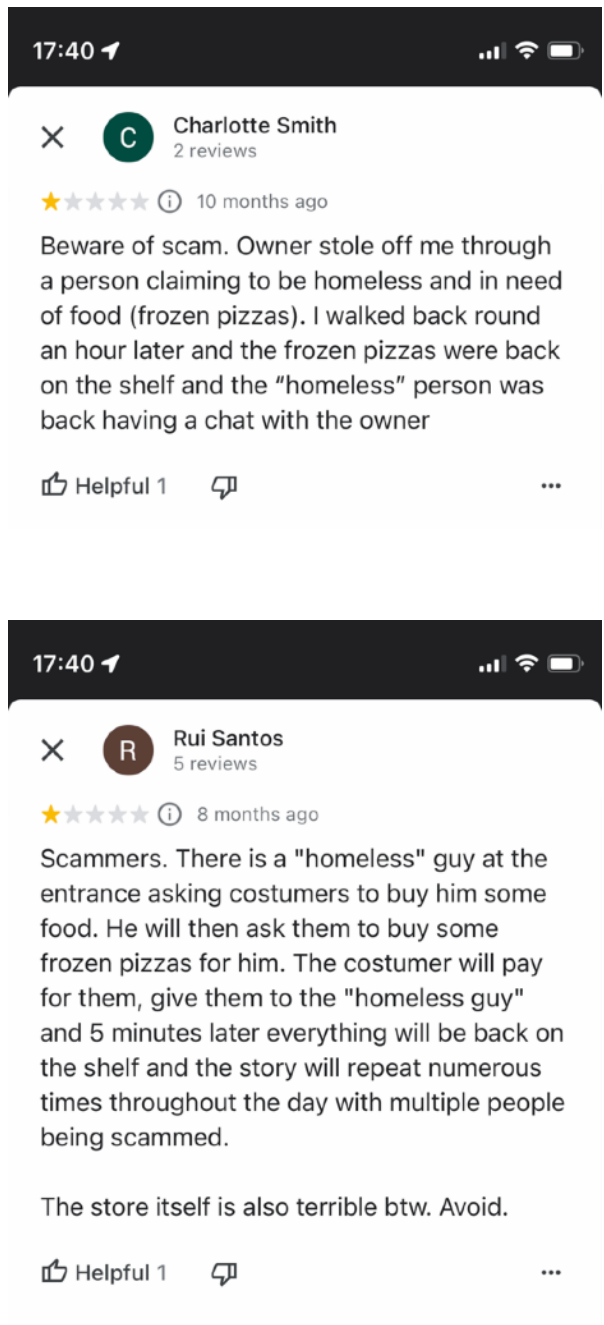 17:40
C
Charlotte Smith
2 reviews
10 months ago
Beware of scam. Owner stole off me through
a person claiming to be homeless and in need
of food (frozen pizzas). I walked back round
an hour later and the frozen pizzas were back
on the shelf and the “homeless” person was
back having a chat with the owner
Helpful 1
17:40
R
Rui Santos
5 reviews
8 months ago
Scammers. There is a "homeless" guy at the
entrance asking costumers to buy him some
food. He will then ask them to buy some
frozen pizzas for him. The costumer will pay
for them, give them to the "homeless guy"
and 5 minutes later everything will be back on
the shelf and the story will repeat numerous
times throughout the day with multiple people
being scammed.
The store itself is also terrible btw. Avoid.
Helpful 1